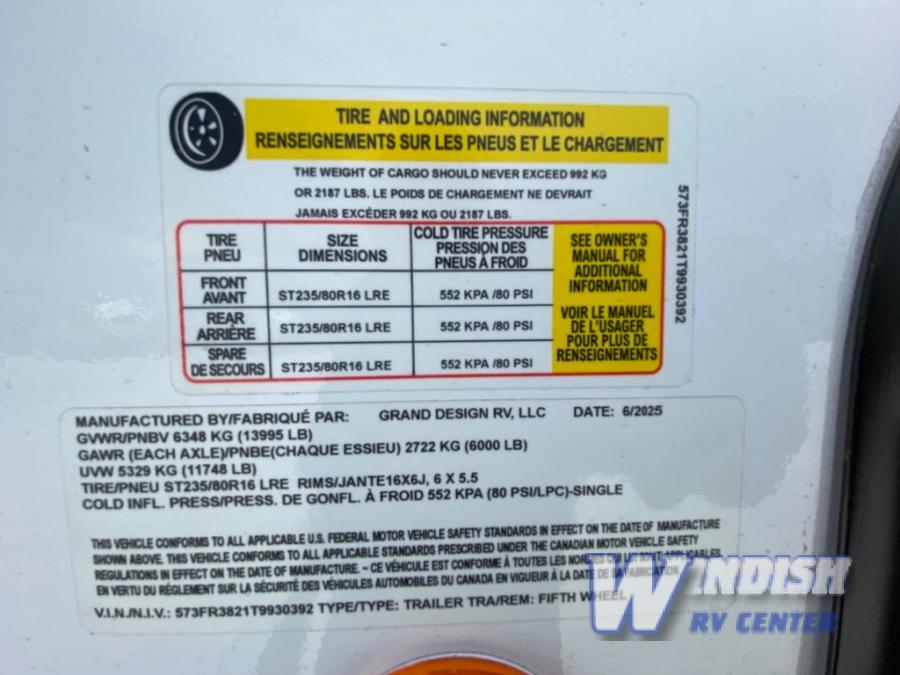 TIRE AND LOADING INFORMATION
RENSEIGNEMENTS SUR LES PNEUS ET LE CHARGEMENT
THE WEIGHT OF CARGO SHOULD NEVER EXCEED 992 KG
OR 2187 LBS. LE POIDS DE CHARGEMENT NE DEVRAIT
JAMAIS EXCÉDER 992 KG OU 2187 LBS.
TIRE
PNEU
SIZE
DIMENSIONS
COLD TIRE PRESSURE
PRESSION DES
PNEUS À FROID
FRONT
AVANT
ST235/80R16 LRE
552 KPA /80 PSI
REAR
ARRIÈRE
ST235/80R16 LRE
552 KPA /80 PSI
SPARE
DE SECOURS
ST235/80R16 LRE
552 KPA /80 PSI
SEE OWNER'S
MANUAL FOR
ADDITIONAL
INFORMATION
VOIR LE MANUEL
DE L'USAGER
POUR PLUS DE
RENSEIGNEMENTS
573FR3821T9930392
MANUFACTURED BY/FABRIQUÉ PAR: GRAND DESIGN RV, LLC DATE: 6/2025
GVWR/PNBV 6348 KG (13995 LB)
GAWR (EACH AXLE)/PNBE(CHAQUE ESSIEU) 2722 KG (6000 LB)
UVW 5329 KG (11748 LB)
TIRE/PNEU ST235/80R16 LRE RIMS/JANTE16X6J, 6 X 5.5
COLD INFL. PRESS/PRESS. DE GONFL. À FROID 552 KPA (80 PSI/LPC)-SINGLE
THIS VEHICLE CONFORMS TO ALL APPLICABLE U.S. FEDERAL MOTOR VEHICLE SAFETY STANDARDS IN EFFECT ON THE DATE OF MANUFACTURE
SHOWN ABOVE. THIS VEHICLE CONFORMS TO ALL APPLICABLE STANDARDS PRESCRIBED UNDER THE CANADIAN MOTOR VEHICLE SAFETY
REGULATIONS IN EFFECT ON THE DATE OF MANUFACTURE. ~ CE VÉHICULE EST CONFORME À TOUTES LES NORMES QUI LUI SONT APPLICABLES
EN VERTU DU RÉGLEMENT SUR LA SÉCURITÉ DES VÉHICULES AUTOMOBILES DU CANADA EN VIGUEUR À LA DATE DE SA FABRICATION.
V.I.N./N.I.V.: 573FR3821T9930392 TYPE/TYPE: TRAILER TRA/REM: FIFTH WHEEL
WINDISH
RV CENTER